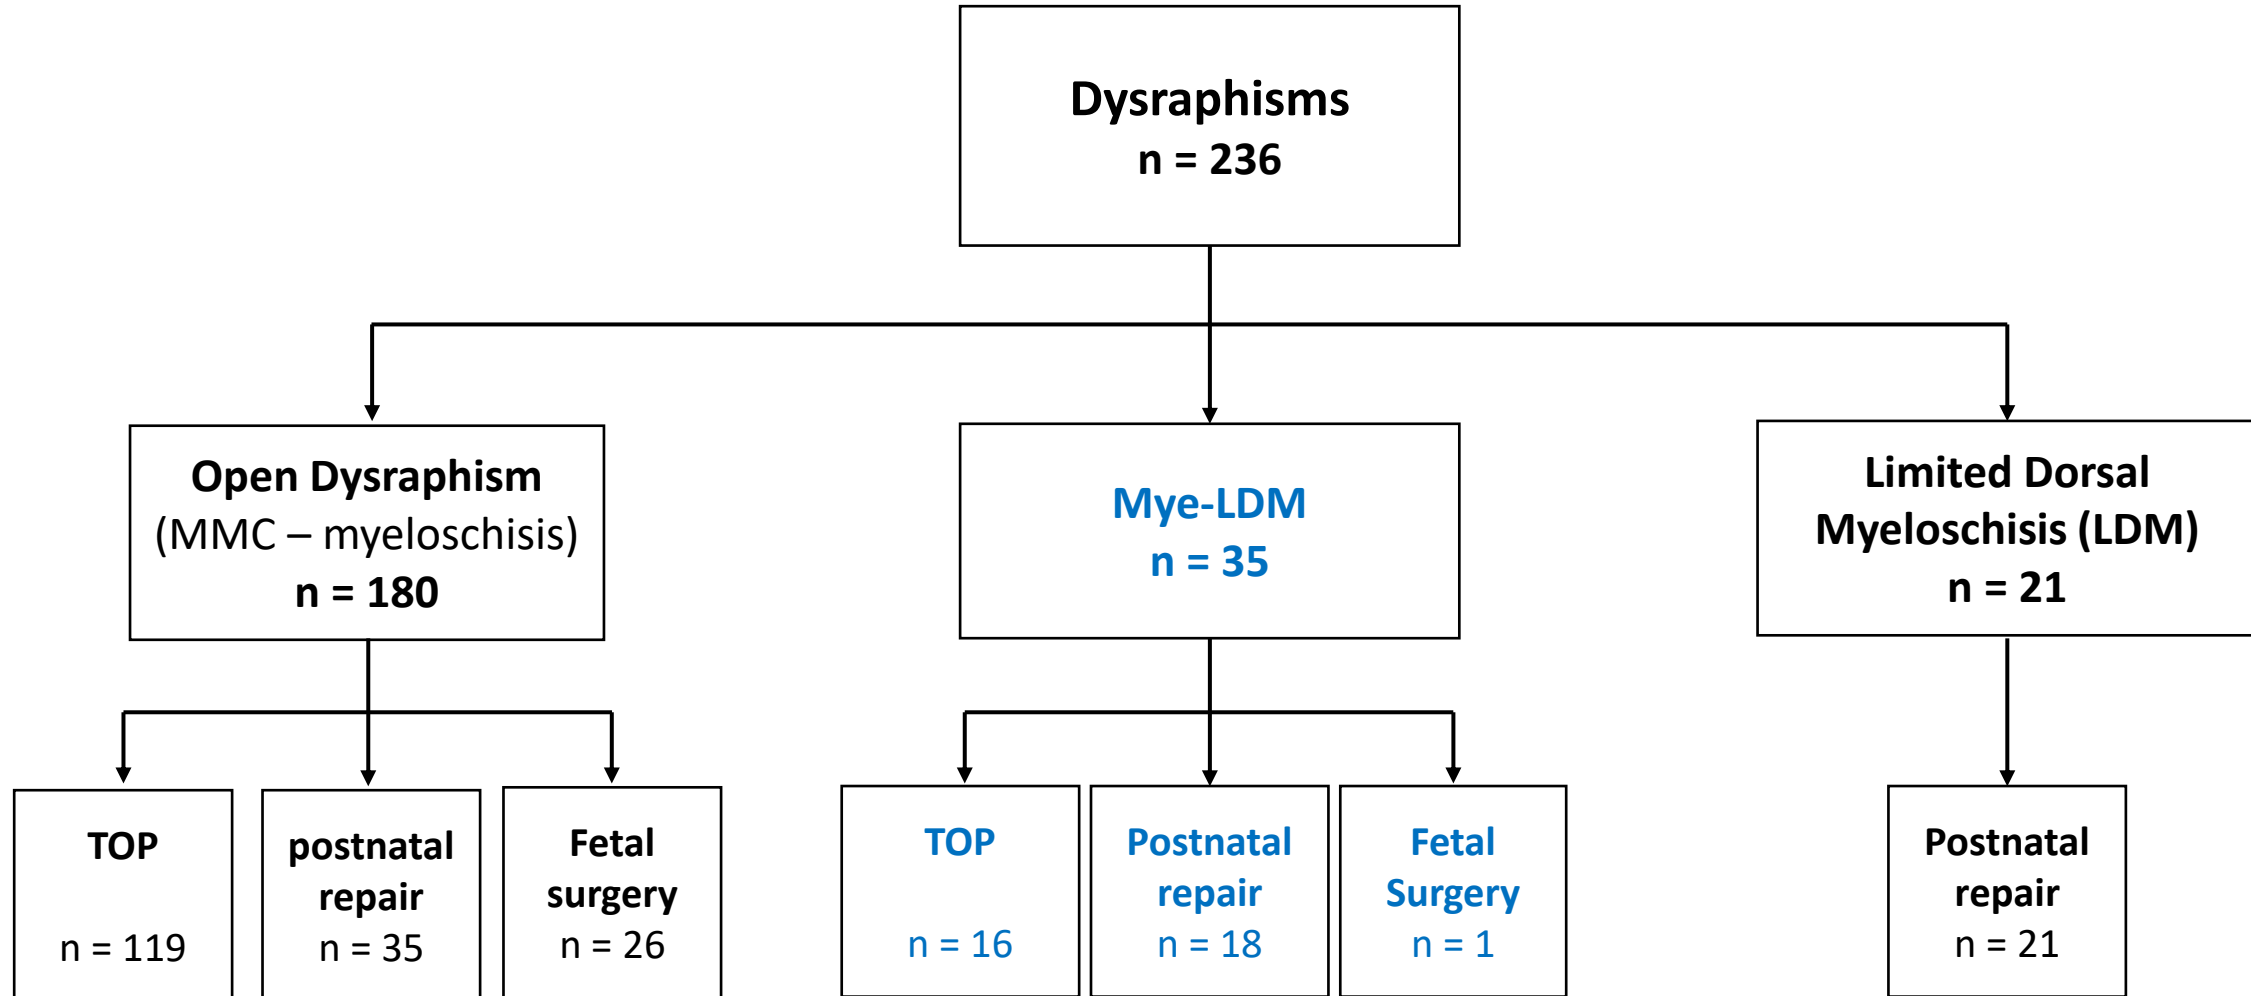 Dysraphisms
n = 236
Open Dysraphism
(MMC – myeloschisis)
n = 180
Mye-LDM
n = 35
Limited Dorsal
Myeloschisis (LDM)
n = 21
TOP
n = 119
postnatal
repair
n = 35
Fetal
surgery
n = 26
TOP
n = 16
Postnatal
repair
n = 18
Fetal
Surgery
n = 1
Postnatal
repair
n = 21